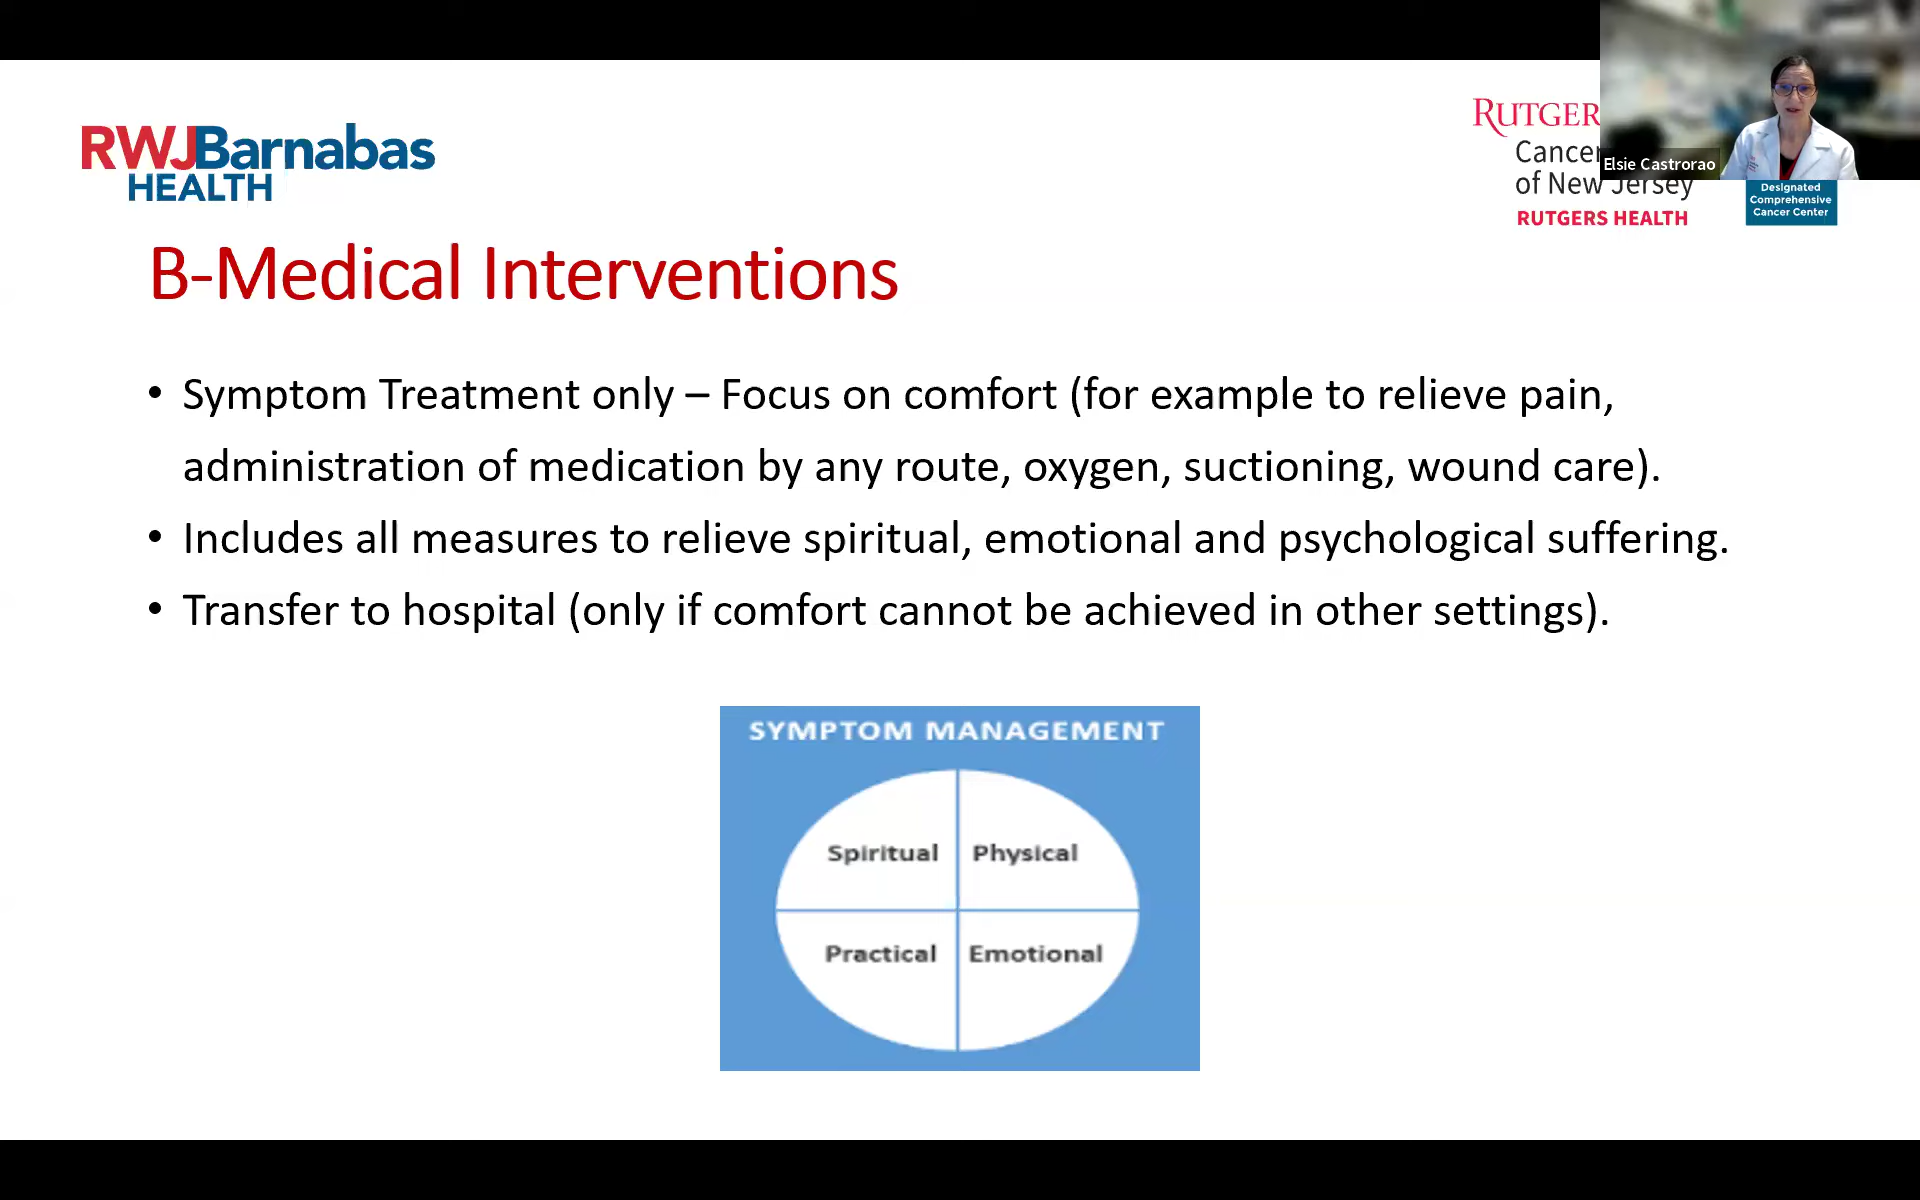 RWJBarnabas
HEALTH
RUTGER
Cancer
of New Jersey
RUTGERS HEALTH
Elsie Castrorao
Designated
Comprehensive
Cancer Center
B-Medical Interventions
• Symptom Treatment only – Focus on comfort (for example to relieve pain,
administration of medication by any route, oxygen, suctioning, wound care).
• Includes all measures to relieve spiritual, emotional and psychological suffering.
• Transfer to hospital (only if comfort cannot be achieved in other settings).
SYMPTOM MANAGEMENT
Spiritual Physical
Practical Emotional